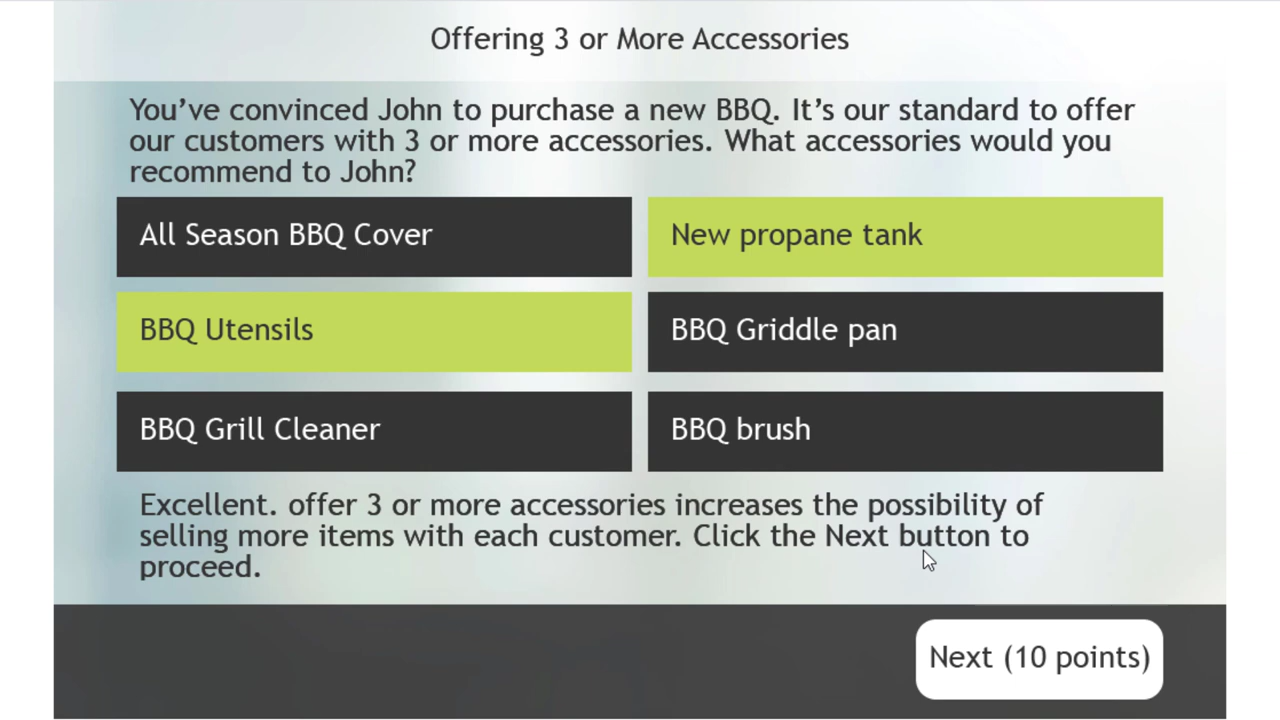 Offering 3 or More Accessories
You’ve convinced John to purchase a new BBQ. It’s our standard to offer
our customers with 3 or more accessories. What accessories would you
recommend to John?
All Season BBQ Cover
New propane tank
BBQ Utensils
BBQ Griddle pan
BBQ Grill Cleaner
BBQ brush
Excellent. offer 3 or more accessories increases the possibility of
selling more items with each customer. Click the Next button to
proceed.
Next (10 points)